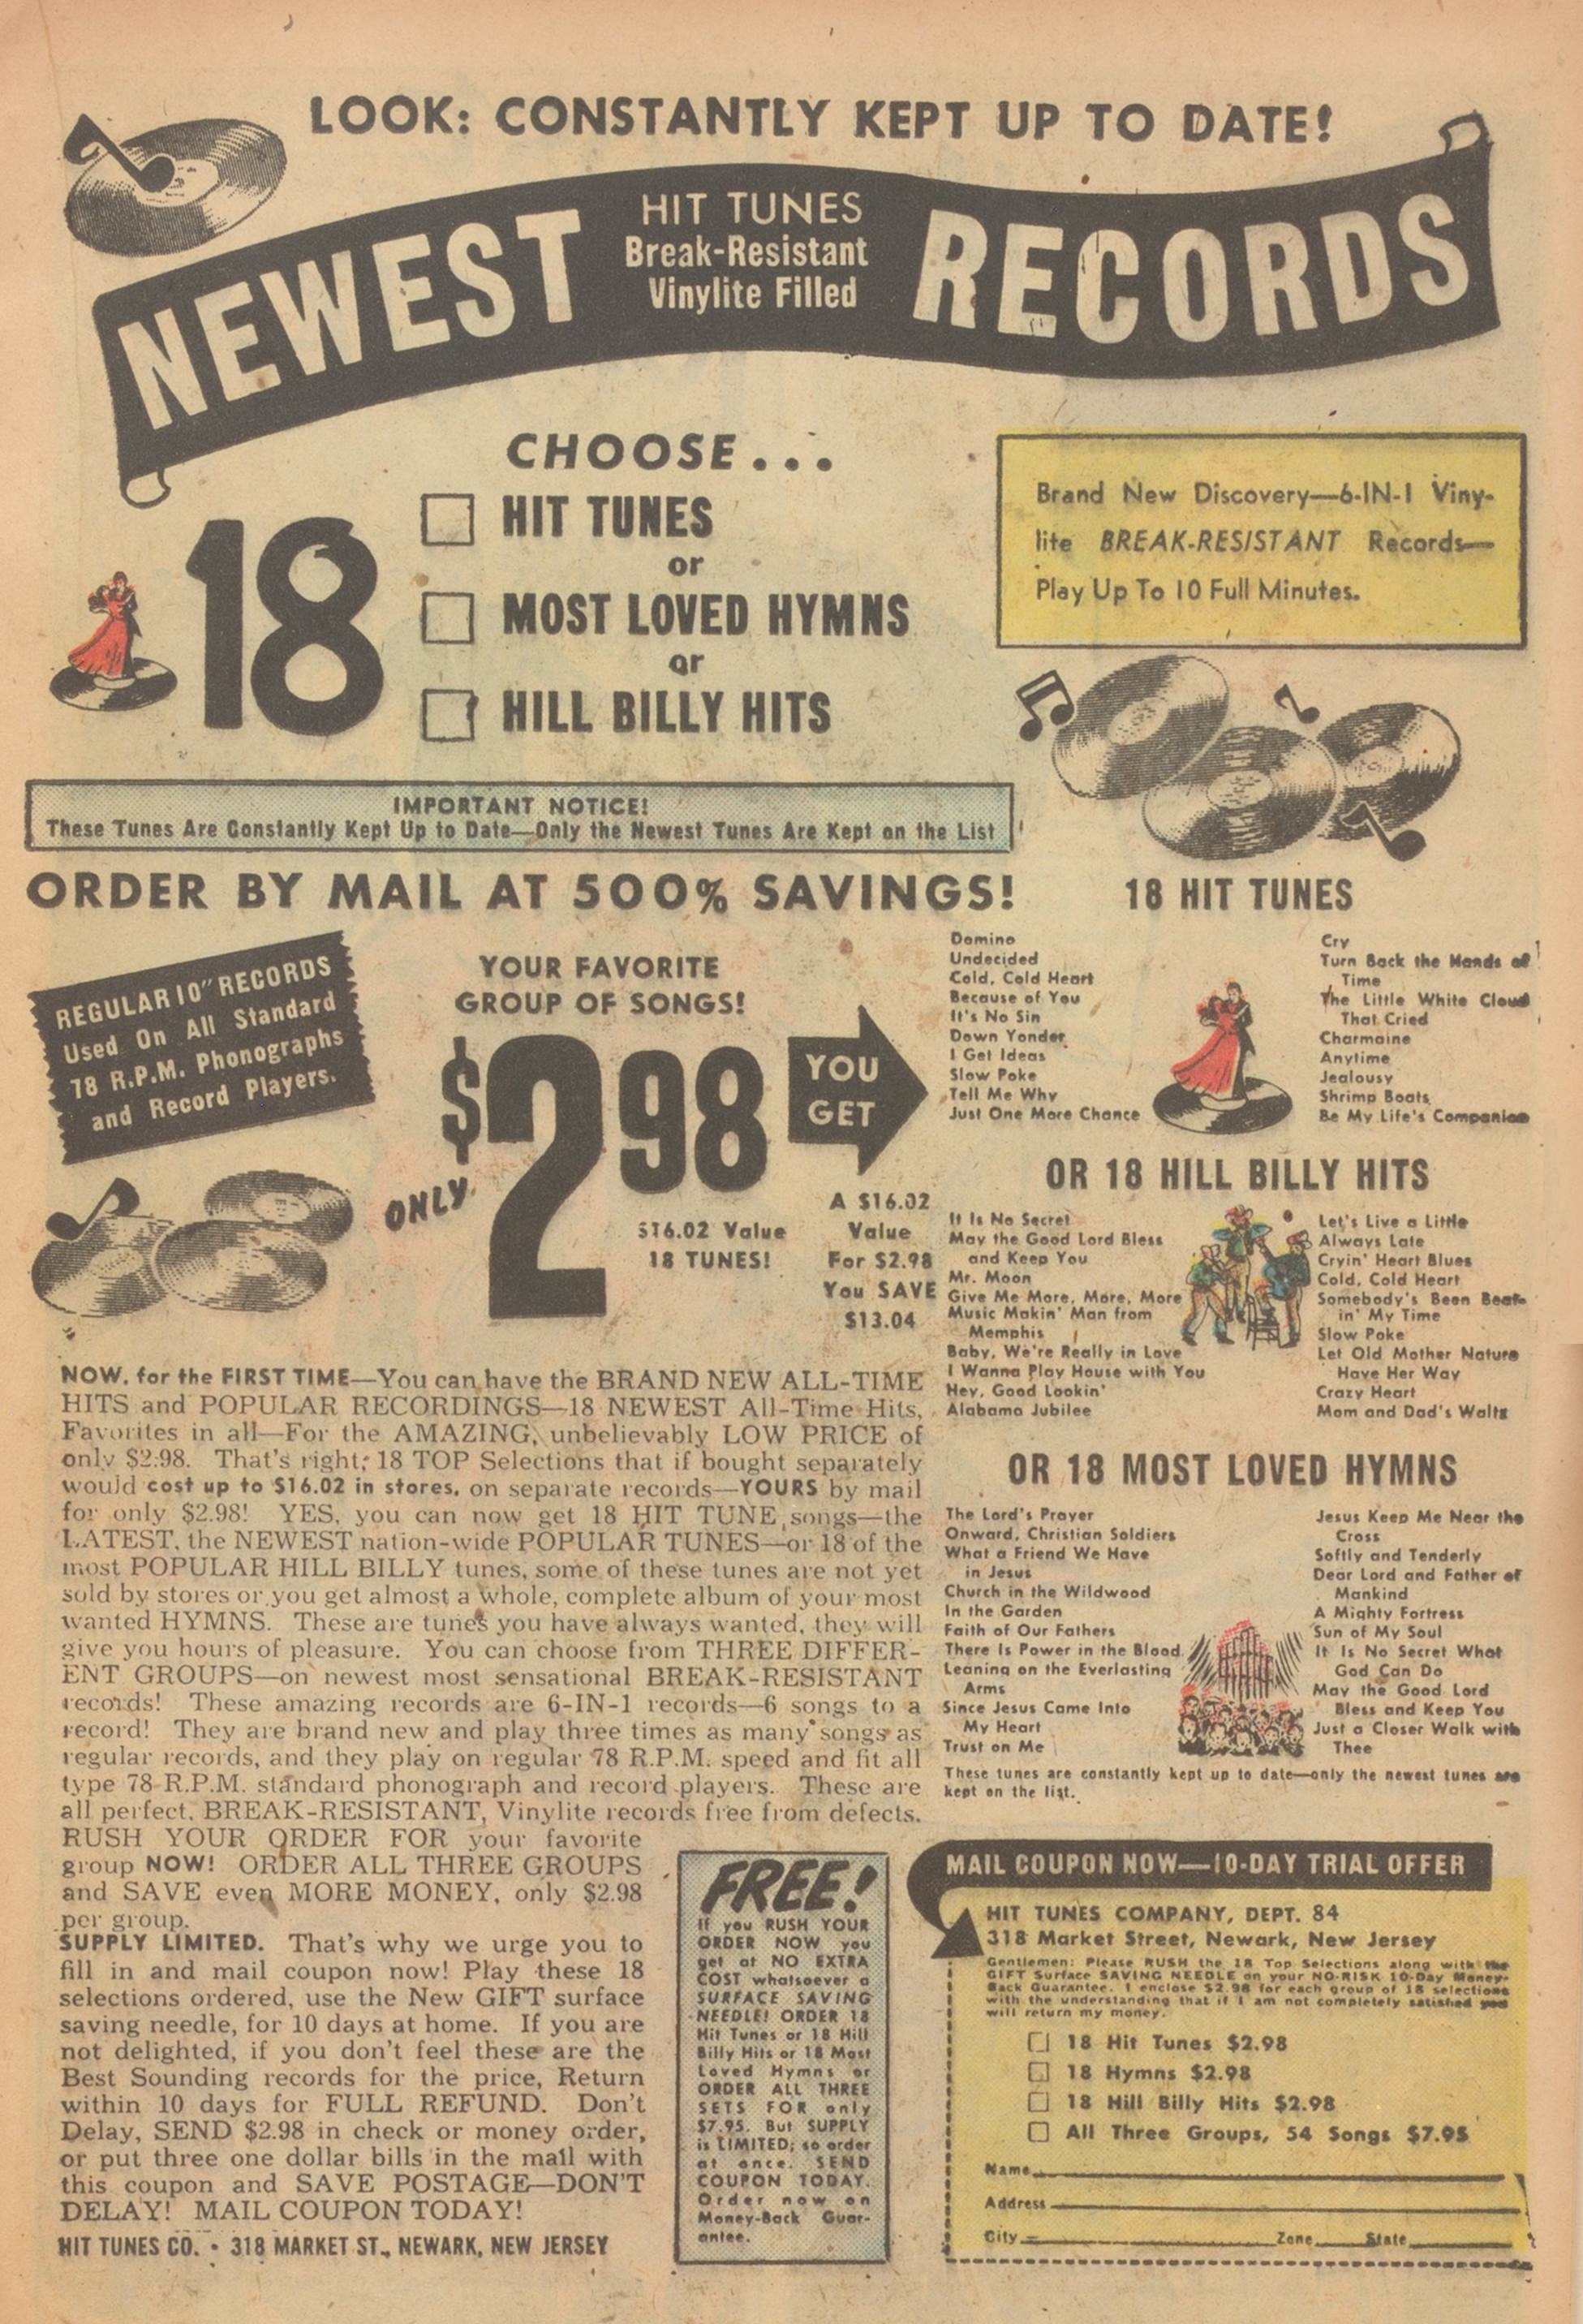 LOOK: CONSTANTLY KEPT UP TO DATE!
NEWEST
HIT TUNES
Break-Resistant
Vinylite Filled
RECORDS
CHOOSE...
18
HIT TUNES
or
MOST LOVED HYMNS
or
HILL BILLY HITS
Brand New Discovery—6-IN-1 Viny-
lite BREAK-RESISTANT Records—
Play Up To 10 Full Minutes.
IMPORTANT NOTICE!
These Tunes Are Constantly Kept Up to Date—Only the Newest Tunes Are Kept on the List
ORDER BY MAIL AT 500% SAVINGS!
REGULAR 10" RECORDS
Used On All Standard
78 R.P.M. Phonographs
and Record Players.
YOUR FAVORITE
GROUP OF SONGS!
ONLY
$2.98
$16.02 Value
18 TUNES!
YOU
GET
A $16.02
Value
For $2.98
You SAVE
$13.04
18 HIT TUNES
Domino
Undecided
Cold, Cold Heart
Because of You
It's No Sin
Down Yonder
I Get Ideas
Slow Poke
Tell Me Why
Just One More Chance
Cry
Turn Back the Hands of
Time
The Little White Cloud
That Cried
Charmaine
Anytime
Jealousy
Shrimp Boats
Be My Life's Companion
OR 18 HILL BILLY HITS
It Is No Secret
May the Good Lord Bless
and Keep You
Mr. Moon
Give Me More, More, More
Music Makin' Man from
Memphis
Baby, We're Really in Love
I Wanna Play House with You
Hey, Good Lookin'
Alabama Jubilee
Let's Live a Little
Always Late
Cryin' Heart Blues
Cold, Cold Heart
Somebody's Been Beat-
in' My Time
Slow Poke
Let Old Mother Nature
Have Her Way
Crazy Heart
Mom and Dad's Waltz
OR 18 MOST LOVED HYMNS
The Lord's Prayer
Onward, Christian Soldiers
What a Friend We Have
in Jesus
Church in the Wildwood
In the Garden
Faith of Our Fathers
There Is Power in the Blood
Leaning on the Everlasting
Arms
Since Jesus Came Into
My Heart
Trust on Me
Jesus Keep Me Near the
Cross
Softly and Tenderly
Dear Lord and Father of
Mankind
A Mighty Fortress
Sun of My Soul
It Is No Secret What
God Can Do
May the Good Lord
Bless and Keep You
Just a Closer Walk with
Thee
These tunes are constantly kept up to date—only the newest tunes are
kept on the list.
NOW, for the FIRST TIME—You can have the BRAND NEW ALL-TIME
HITS and POPULAR RECORDINGS—18 NEWEST All-Time Hits,
Favorites in all—For the AMAZING, unbelievably LOW PRICE of
only $2.98. That's right; 18 TOP Selections that if bought separately
would cost up to $16.02 in stores, on separate records—YOURS by mail
for only $2.98! YES, you can now get 18 HIT TUNE songs—the
LATEST, the NEWEST nation-wide POPULAR TUNES—or 18 of the
most POPULAR HILL BILLY tunes, some of these tunes are not yet
sold by stores or you get almost a whole, complete album of your most
wanted HYMNS. These are tunes you have always wanted, they will
give you hours of pleasure. You can choose from THREE DIFFER-
ENT GROUPS—on newest most sensational BREAK-RESISTANT
records! These amazing records are 6-IN-1 records—6 songs to a
record! They are brand new and play three times as many songs as
regular records, and they play on regular 78 R.P.M. speed and fit all
type 78 R.P.M. standard phonograph and record players. These are
all perfect, BREAK-RESISTANT, Vinylite records free from defects.
RUSH YOUR ORDER FOR your favorite
group NOW! ORDER ALL THREE GROUPS
and SAVE even MORE MONEY, only $2.98
per group.
SUPPLY LIMITED. That's why we urge you to
fill in and mail coupon now! Play these 18
selections ordered, use the New GIFT surface
saving needle, for 10 days at home. If you are
not delighted, if you don't feel these are the
Best Sounding records for the price, Return
within 10 days for FULL REFUND. Don't
Delay, SEND $2.98 in check or money order,
or put three one dollar bills in the mail with
this coupon and SAVE POSTAGE—DON'T
DELAY! MAIL COUPON TODAY!
HIT TUNES CO. • 318 MARKET ST., NEWARK, NEW JERSEY
FREE!
If you RUSH YOUR
ORDER NOW you
get at NO EXTRA
COST whatsoever a
SURFACE SAVING
NEEDLE! ORDER 18
Hit Tunes or 18 Hill
Billy Hits or 18 Most
Loved Hymns or
ORDER ALL THREE
SETS FOR only
$7.95. But SUPPLY
is LIMITED; so order
at once. SEND
COUPON TODAY.
Order now on
Money-Back Guar-
antee.
MAIL COUPON NOW—10-DAY TRIAL OFFER
HIT TUNES COMPANY, DEPT. 84
318 Market Street, Newark, New Jersey
Gentlemen: Please RUSH the 18 Top Selections along with the
GIFT Surface SAVING NEEDLE on your NO-RISK 10-Day Money-
Back Guarantee. I enclose $2.98 for each group of 18 selections
with the understanding that if I am not completely satisfied you
will return my money.
18 Hit Tunes $2.98
18 Hymns $2.98
18 Hill Billy Hits $2.98
All Three Groups, 54 Songs $7.95
Name
Address
City Zone State